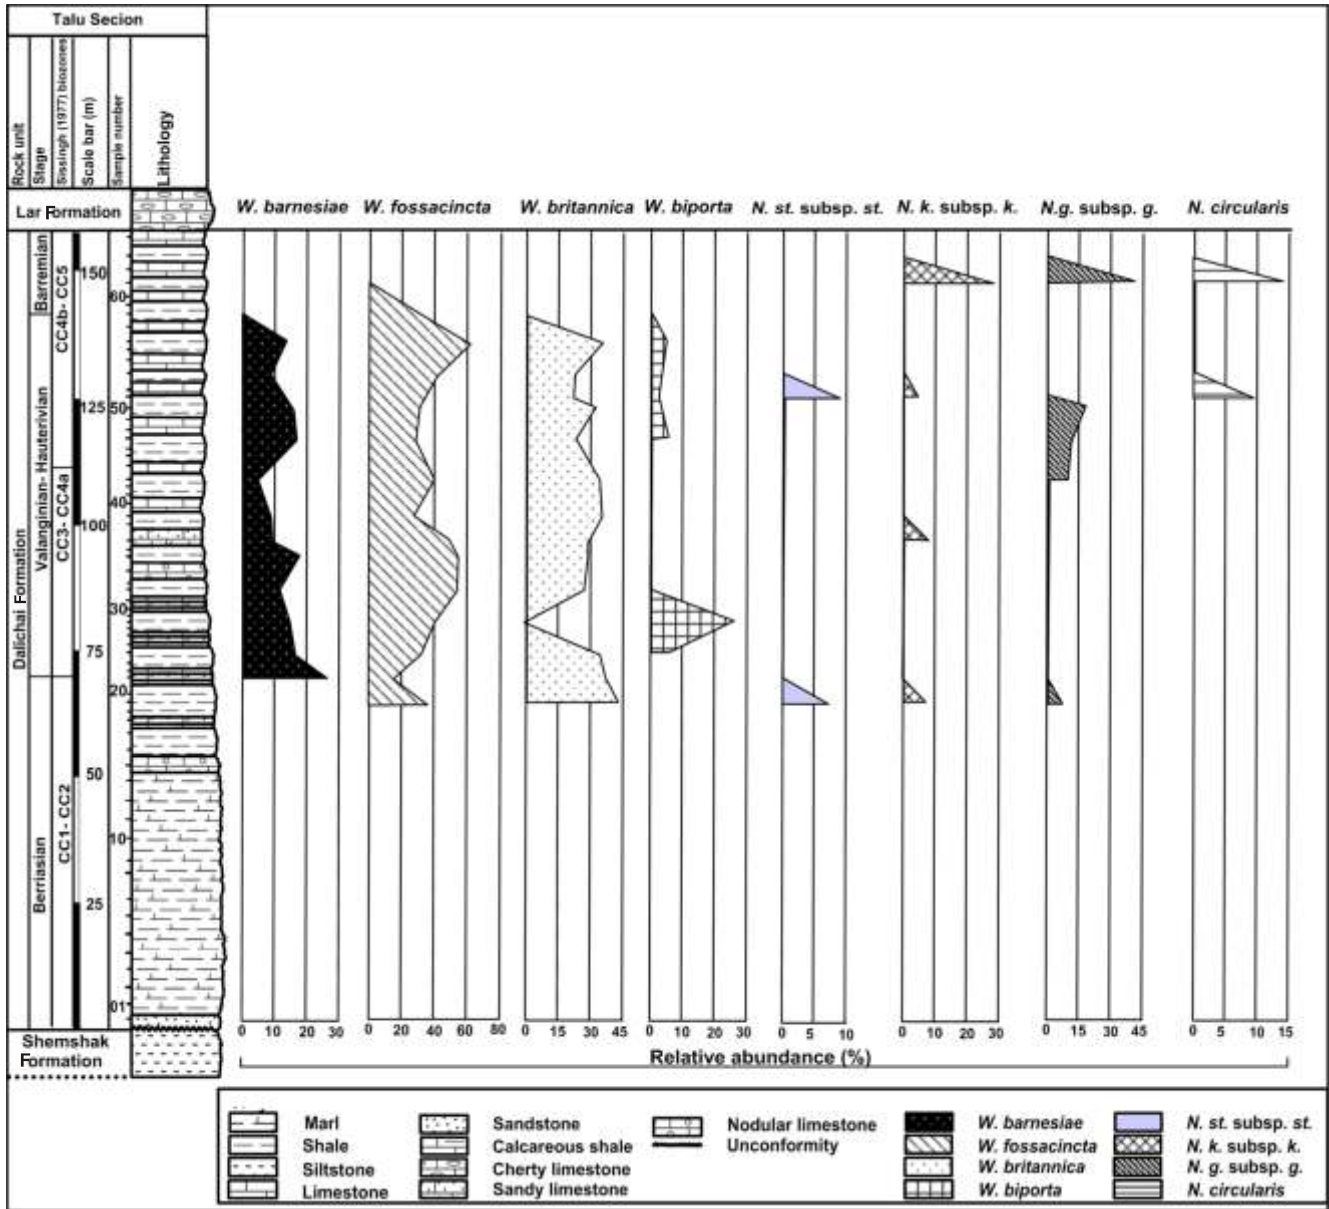 Talu Secion
Rock unit
Stage
Sissingh (1977) biozones
Scale bar (m)
Sample number
Lithology
Lar Formation
W. barnesiae W. fossacincta W. britannica W. biporta N. st. subsp. st. N. k. subsp. k. N.g. subsp. g. N. circularis
Dalichai Formation
Barremian
Valanginian- Hauterivian
Berriasian
CC4b- CC5
CC3- CC4a
CC1- CC2
150
125
100
75
50
25
60
50
40
30
20
10
01
Shemshak
Formation
0 10 20 30 0 20 40 60 80 0 15 30 45 0 10 20 30 0 5 10 0 10 20 30 0 15 30 45 0 5 10 15
Relative abundance (%)
Marl
Shale
Siltstone
Limestone
Sandstone
Calcareous shale
Cherty limestone
Sandy limestone
Nodular limestone
Unconformity
W. barnesiae
W. fossacincta
W. britannica
W. biporta
N. st. subsp. st.
N. k. subsp. k.
N. g. subsp. g.
N. circularis